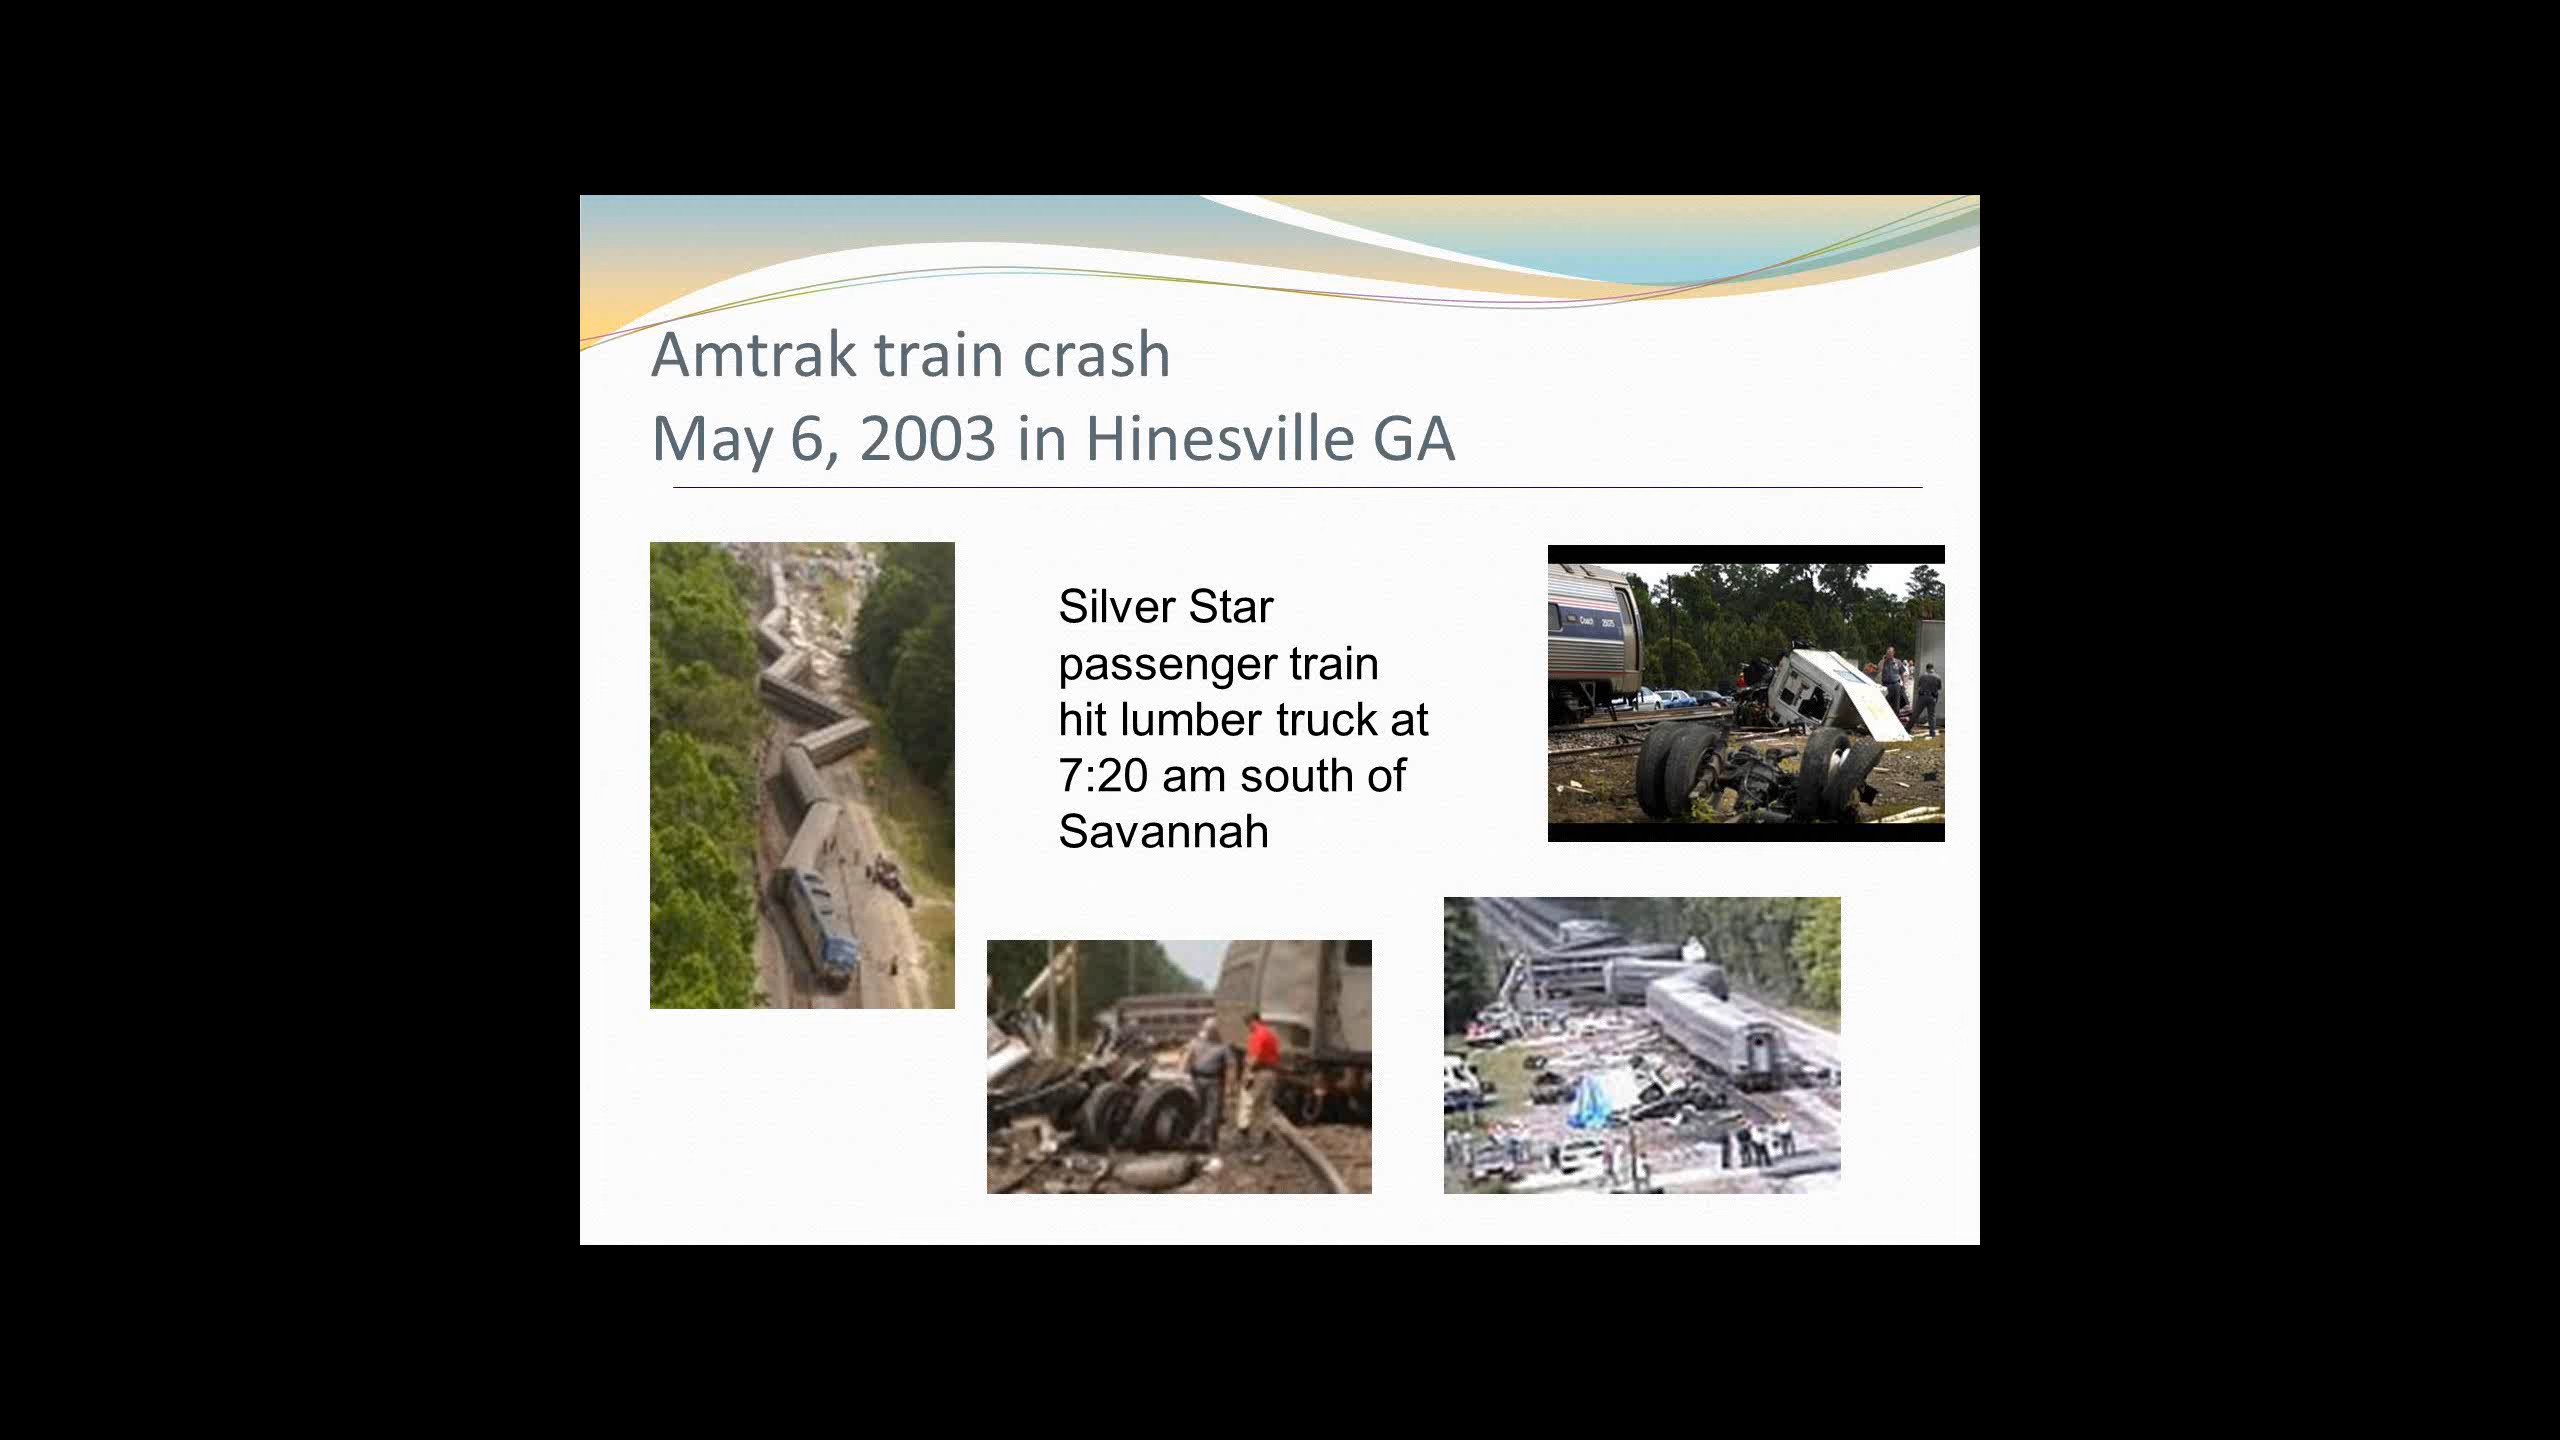 Amtrak train crash
May 6, 2003 in Hinesville GA
Silver Star
passenger train
hit lumber truck at
7:20 am south of
Savannah
Coach